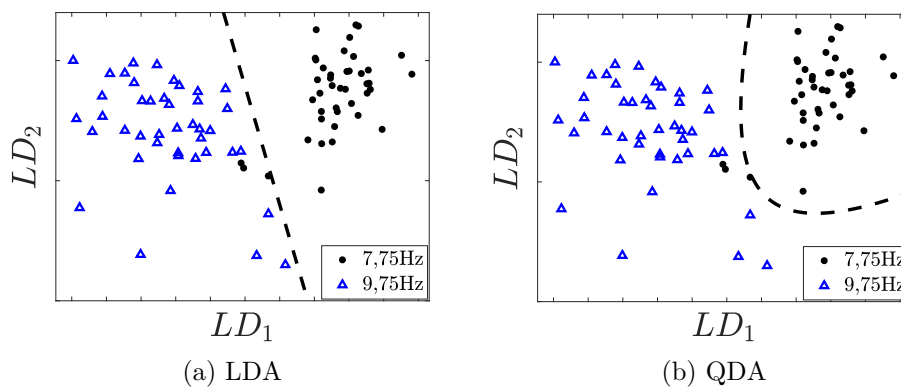 LD2
7,75Hz
9,75Hz
LD1
(a) LDA
LD2
7,75Hz
9,75Hz
LD1
(b) QDA